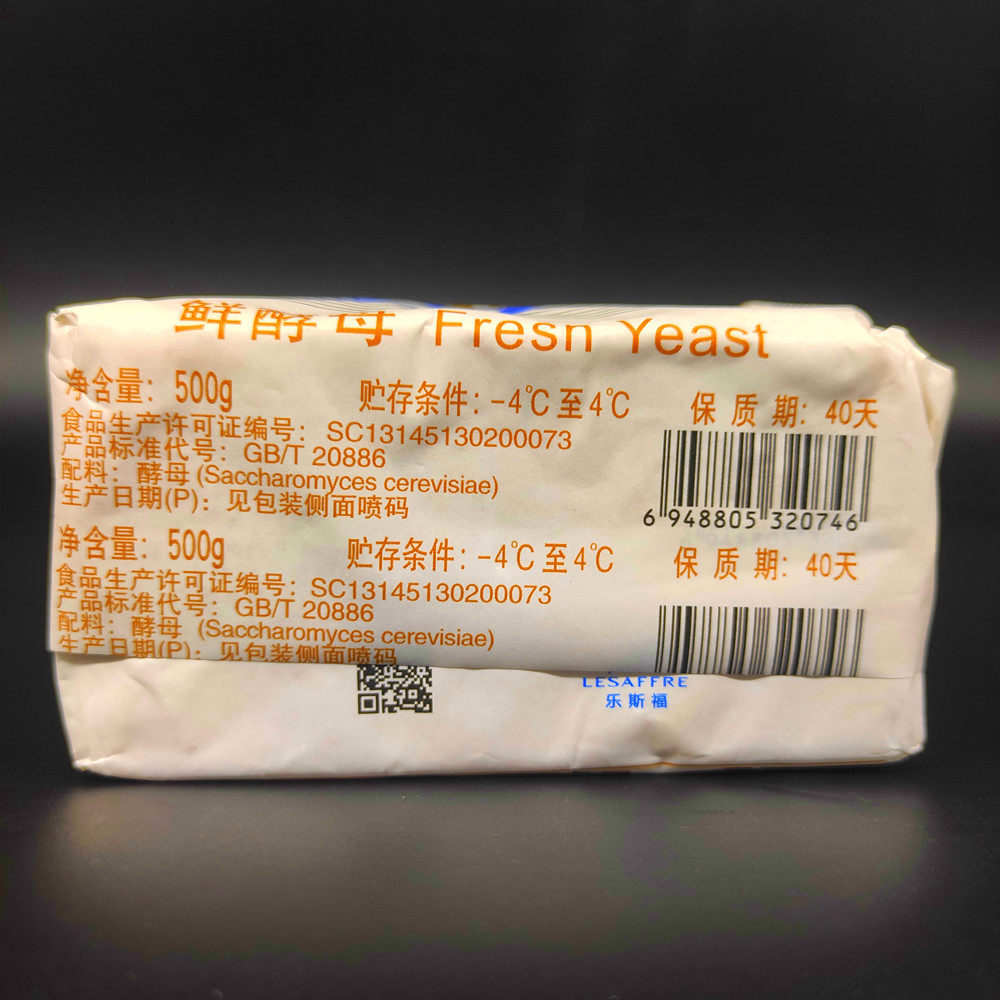 鲜酵母 Fresh Yeast
净含量：500g 贮存条件：-4℃至4℃ 保质期：40天
食品生产许可证编号：SC13145130200073
产品标准代号：GB/T 20886
配料：酵母 (Saccharomyces cerevisiae)
生产日期(P)：见包装侧面喷码
6 948805 320746
净含量：500g 贮存条件：-4℃至4℃ 保质期：40天
食品生产许可证编号：SC13145130200073
产品标准代号：GB/T 20886
配料：酵母 (Saccharomyces cerevisiae)
生产日期(P)：见包装侧面喷码
LESAFFRE
乐斯福